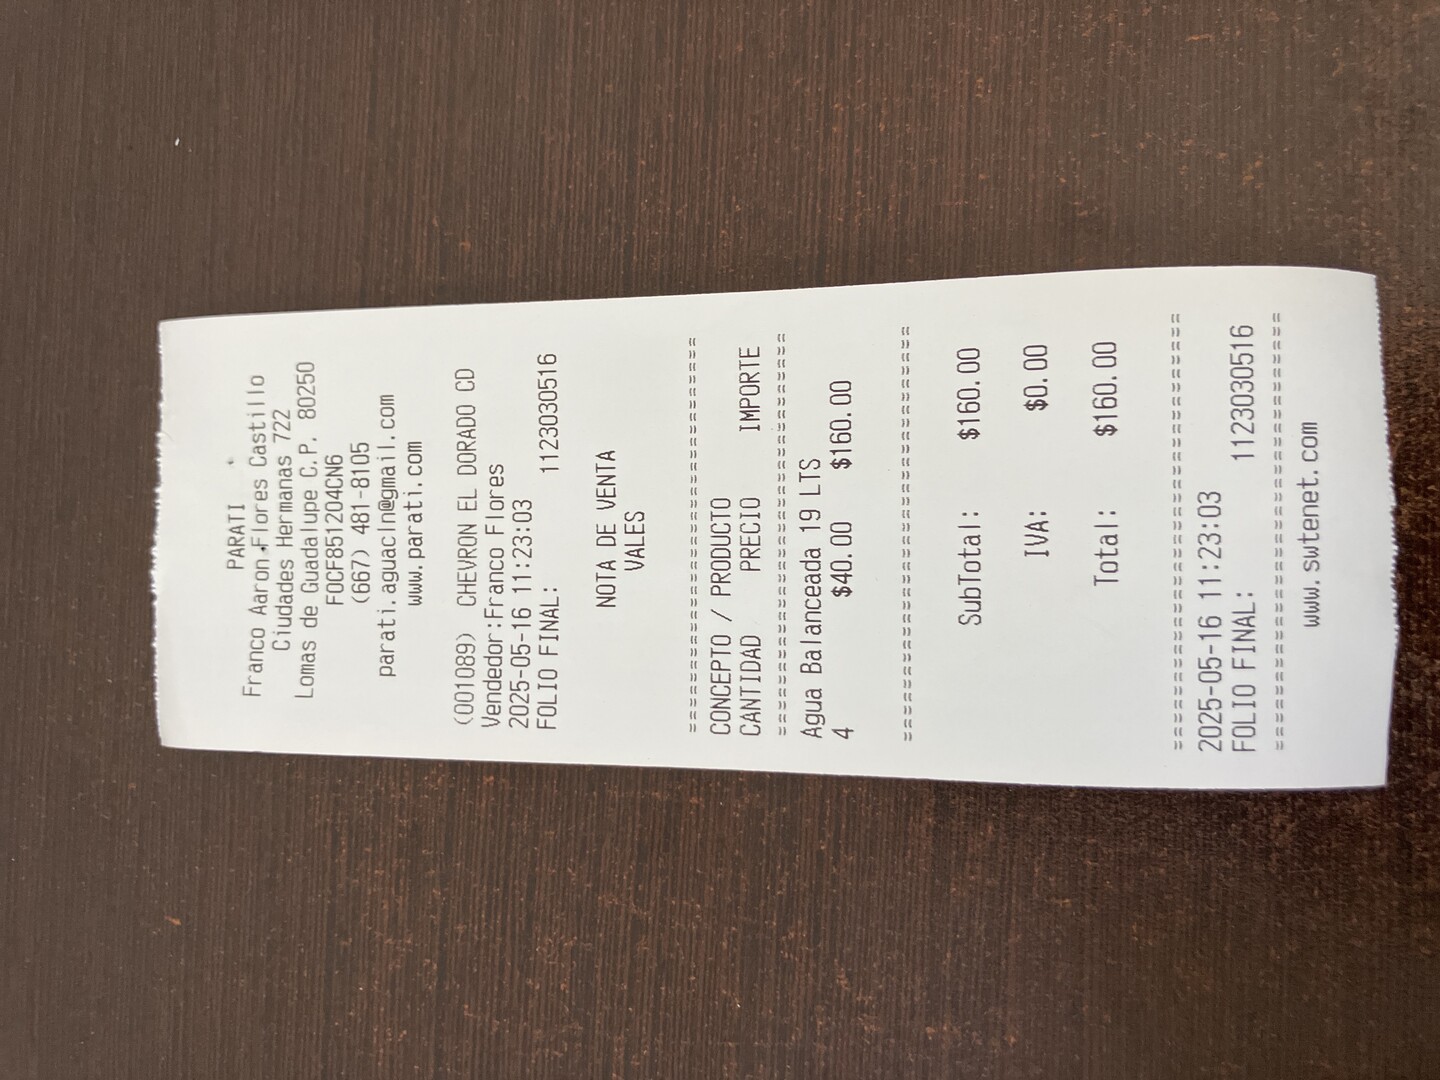 PARATI
Franco Aaron Flores Castillo
Ciudades Hermanas 722
Lomas de Guadalupe C.P. 80250
FOCF851204CN6
(667) 481-8105
parati.aguacln@gmail.com
www.parati.com
(001089) CHEVRON EL DORADO CD
Vendedor:Franco Flores
2025-05-16 11:23:03
FOLIO FINAL: 1123030516
NOTA DE VENTA
VALES
==========================================
CONCEPTO / PRODUCTO
CANTIDAD PRECIO IMPORTE
==========================================
Agua Balanceada 19 LTS
4 $40.00 $160.00
==========================================
SubTotal: $160.00
IVA: $0.00
Total: $160.00
==========================================
2025-05-16 11:23:03
FOLIO FINAL: 1123030516
==========================================
www.swtenet.com